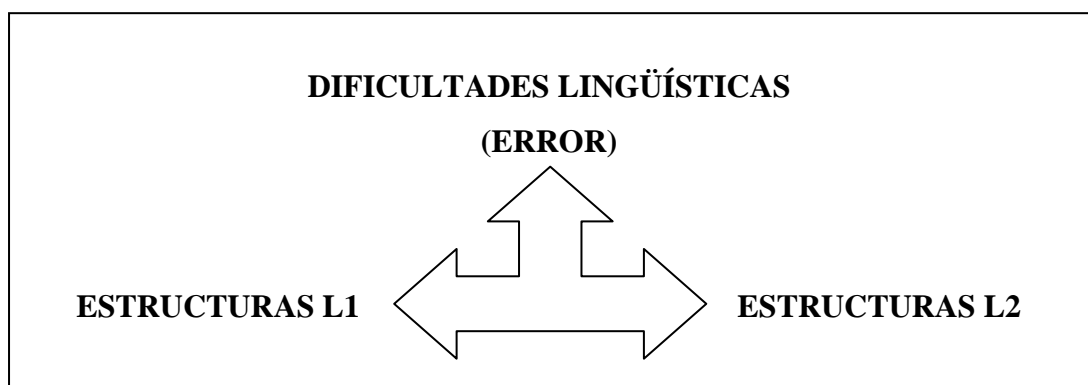 DIFICULTADES LINGÜÍSTICAS
(ERROR)
ESTRUCTURAS L1
ESTRUCTURAS L2